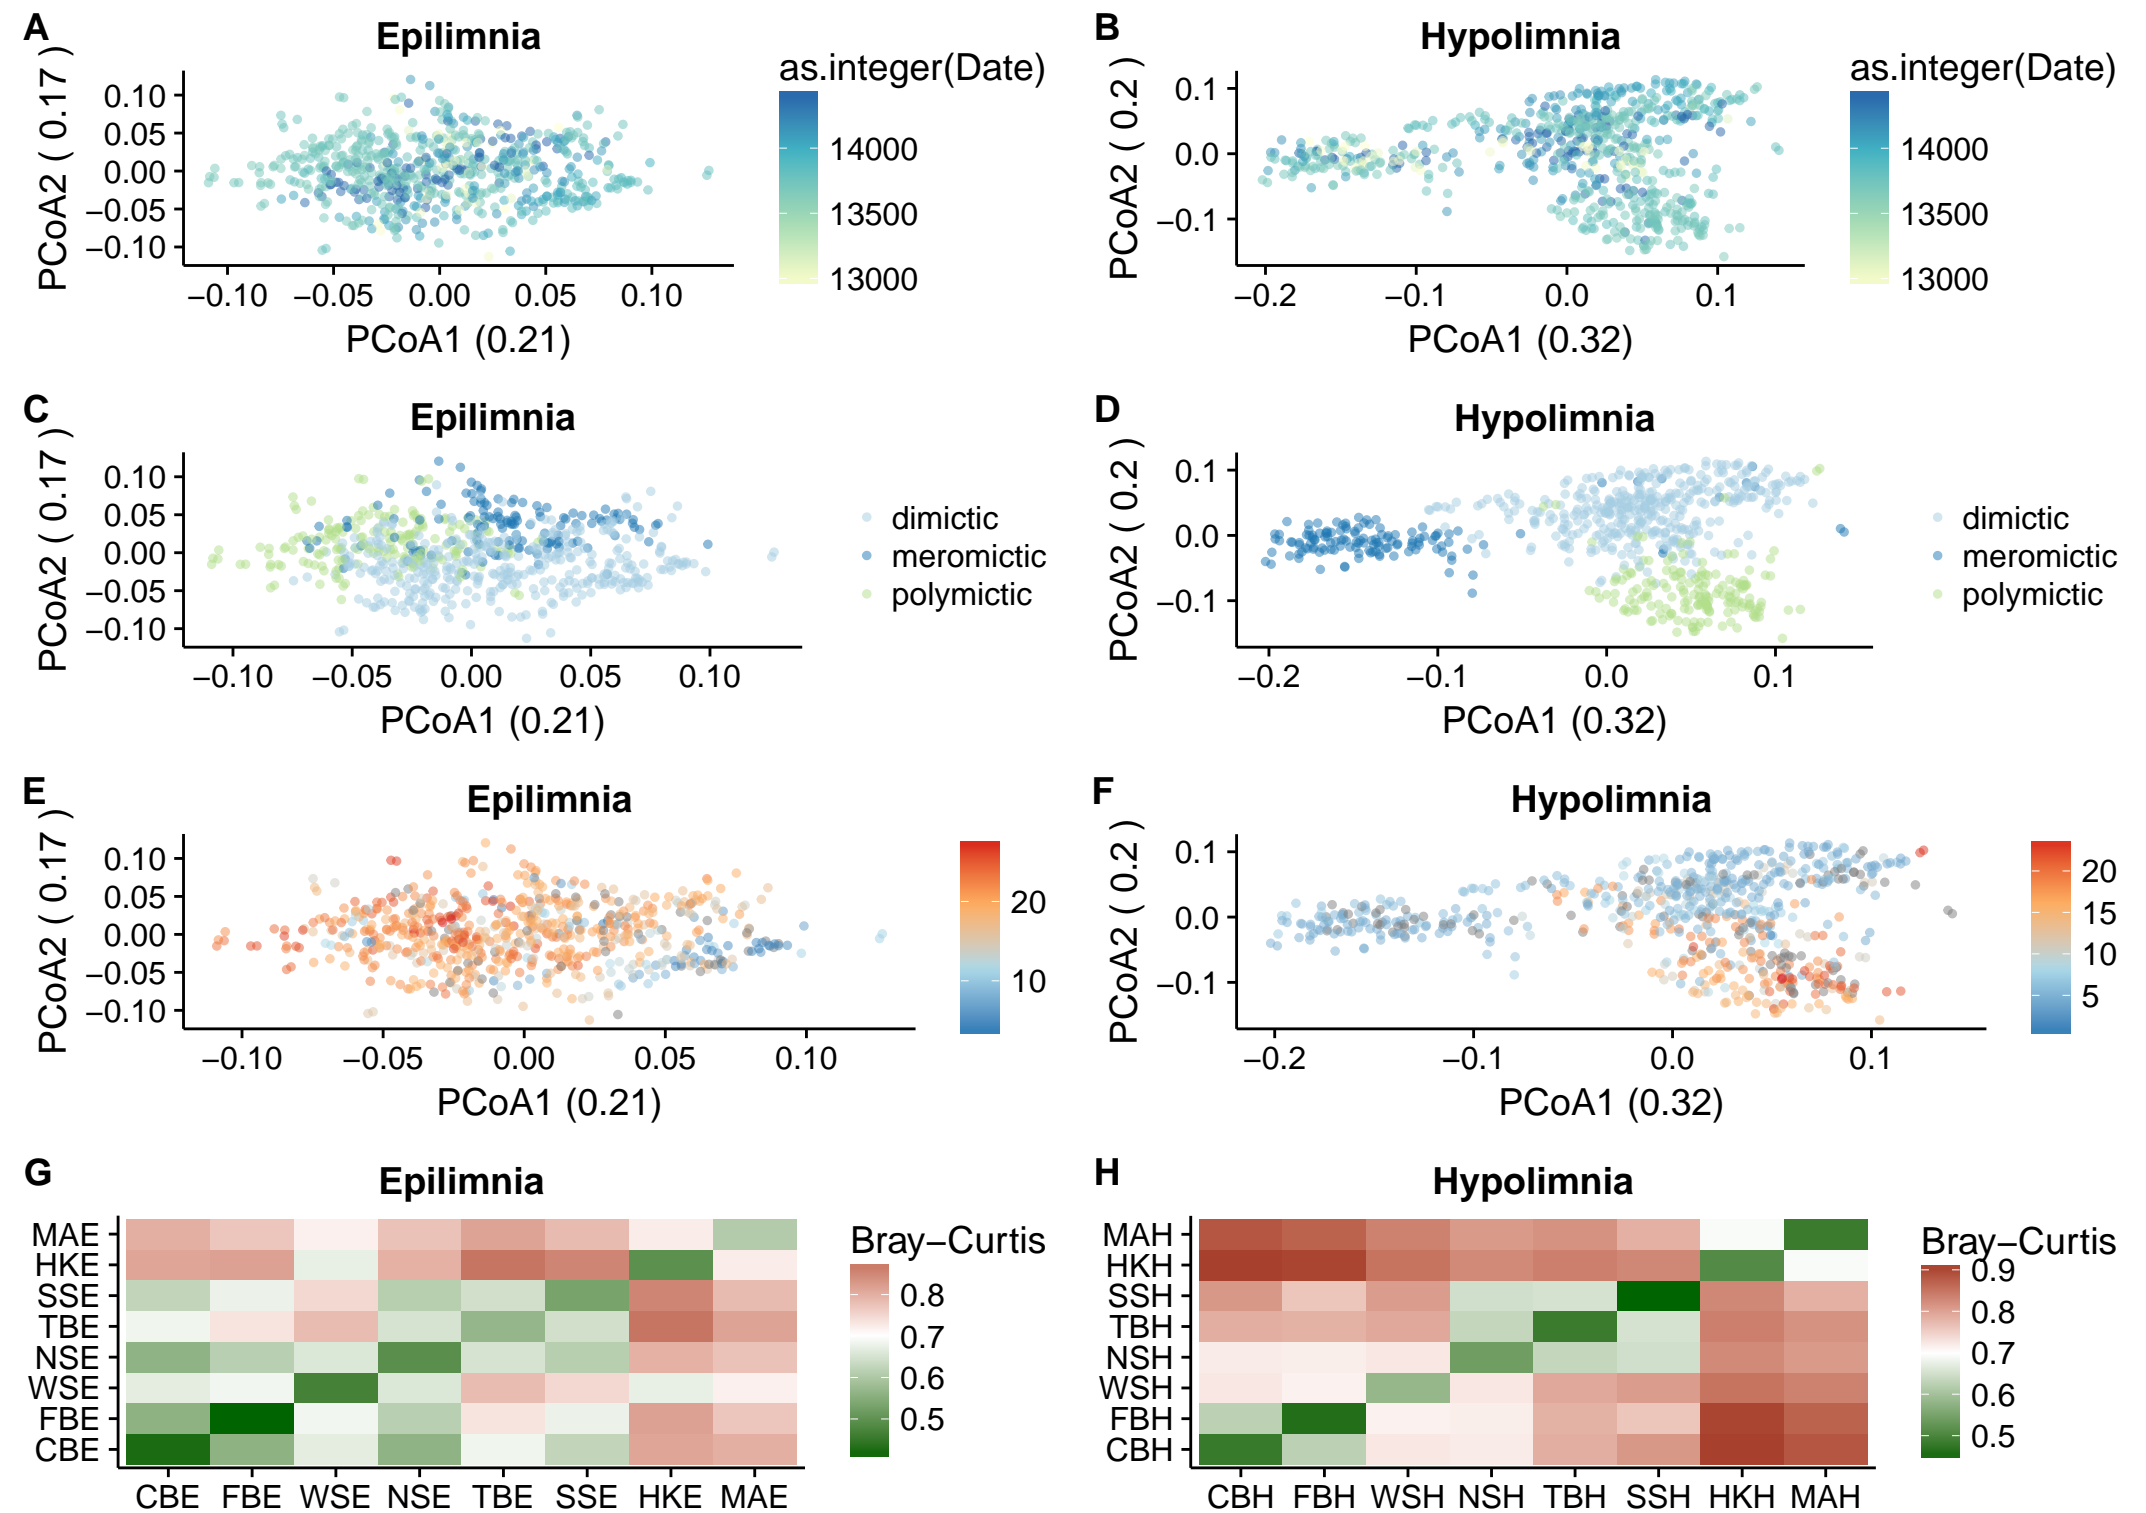 A
Epilimnia
PCoA2 ( 0.17 )
0.10
0.05
0.00
−0.05
−0.10
−0.10 −0.05 0.00 0.05 0.10
PCoA1 (0.21)
as.integer(Date)
14000
13500
13000
B
Hypolimnia
PCoA2 ( 0.2 )
0.1
0.0
−0.1
−0.2 −0.1 0.0 0.1
PCoA1 (0.32)
as.integer(Date)
14000
13500
13000
C
Epilimnia
PCoA2 ( 0.17 )
0.10
0.05
0.00
−0.05
−0.10
−0.10 −0.05 0.00 0.05 0.10
PCoA1 (0.21)
dimictic
meromictic
polymictic
D
Hypolimnia
PCoA2 ( 0.2 )
0.1
0.0
−0.1
−0.2 −0.1 0.0 0.1
PCoA1 (0.32)
dimictic
meromictic
polymictic
E
Epilimnia
PCoA2 ( 0.17 )
0.10
0.05
0.00
−0.05
−0.10
−0.10 −0.05 0.00 0.05 0.10
PCoA1 (0.21)
20
10
F
Hypolimnia
PCoA2 ( 0.2 )
0.1
0.0
−0.1
−0.2 −0.1 0.0 0.1
PCoA1 (0.32)
20
15
10
5
G
Epilimnia
MAE
HKE
SSE
TBE
NSE
WSE
FBE
CBE
CBE FBE WSE NSE TBE SSE HKE MAE
Bray−Curtis
0.8
0.7
0.6
0.5
H
Hypolimnia
MAH
HKH
SSH
TBH
NSH
WSH
FBH
CBH
CBH FBH WSH NSH TBH SSH HKH MAH
Bray−Curtis
0.9
0.8
0.7
0.6
0.5